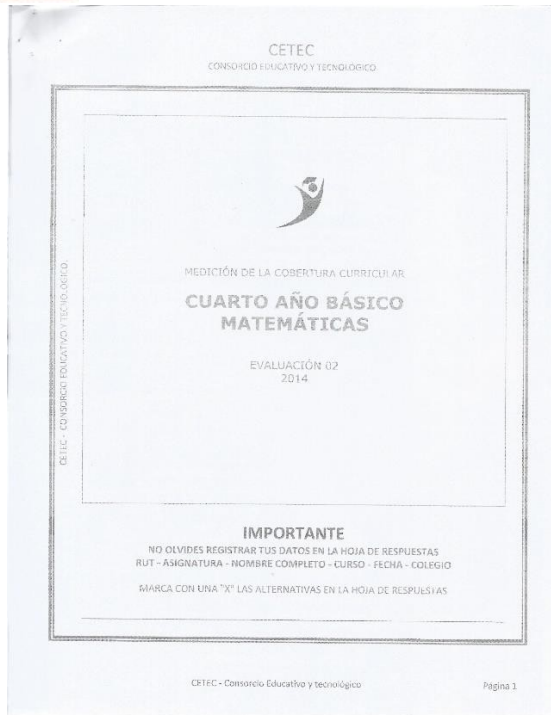 CETEC
CONSORCIO EDUCATIVO Y TECNOLÓGICO
CETEC - CONSORCIO EDUCATIVO Y TECNOLOGICO
MEDICIÓN DE LA COBERTURA CURRICULAR
CUARTO AÑO BÁSICO
MATEMÁTICAS
EVALUACIÓN 02
2014
IMPORTANTE
NO OLVIDES REGISTRAR TUS DATOS EN LA HOJA DE RESPUESTAS
RUT - ASIGNATURA - NOMBRE COMPLETO - CURSO - FECHA - COLEGIO
MARCA CON UNA "X" LAS ALTERNATIVAS EN LA HOJA DE RESPUESTAS
CETEC - Consorcio Educativo y tecnológico
Página 1